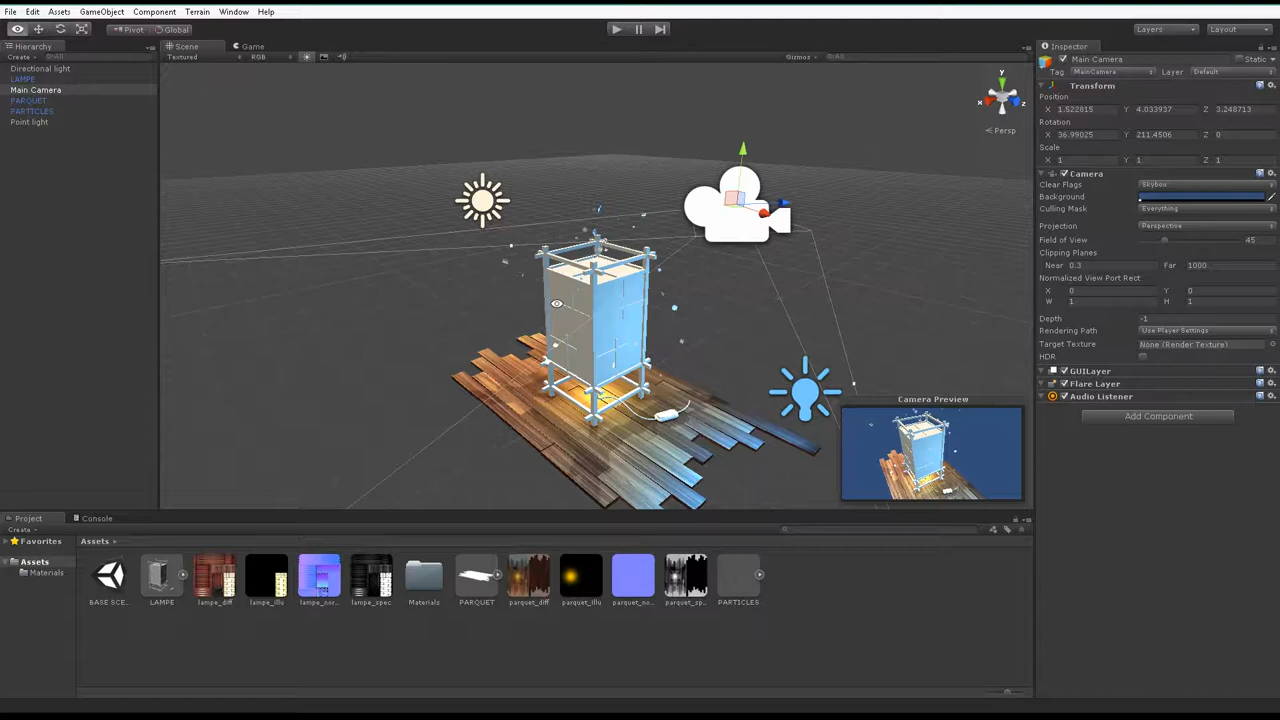 File Edit Assets GameObject Component Terrain Window Help
Pivot Global Layers Layout
Hierarchy
Create All
Directional light
LAMPE
Main Camera
PARQUET
PARTICLES
Point light
Scene Game
Textured RGB Gizmos All
y
x
z
Persp
Camera Preview
Inspector
Main Camera Static
Tag MainCamera Layer Default
Transform
Position
X 1.522815 Y 4.033937 Z 3.248713
Rotation
X 36.99025 Y 211.4506 Z 0
Scale
X 1 Y 1 Z 1
Camera
Clear Flags Skybox
Background
Culling Mask Everything
Projection Perspective
Field of View 45
Clipping Planes
Near 0.3 Far 1000
Normalized View Port Rect
X 0 Y 0
W 1 H 1
Depth -1
Rendering Path Use Player Settings
Target Texture None (Render Texture)
HDR
GUILayer
Flare Layer
Audio Listener
Add Component
Project Console
Create
Favorites
Assets
Materials
Assets
BASE SCE... LAMPE lampe_diff lampe_illu lampe_nor... lampe_spec Materials PARQUET parquet_diff parquet_illu parquet_no... parquet_sp... PARTICLES